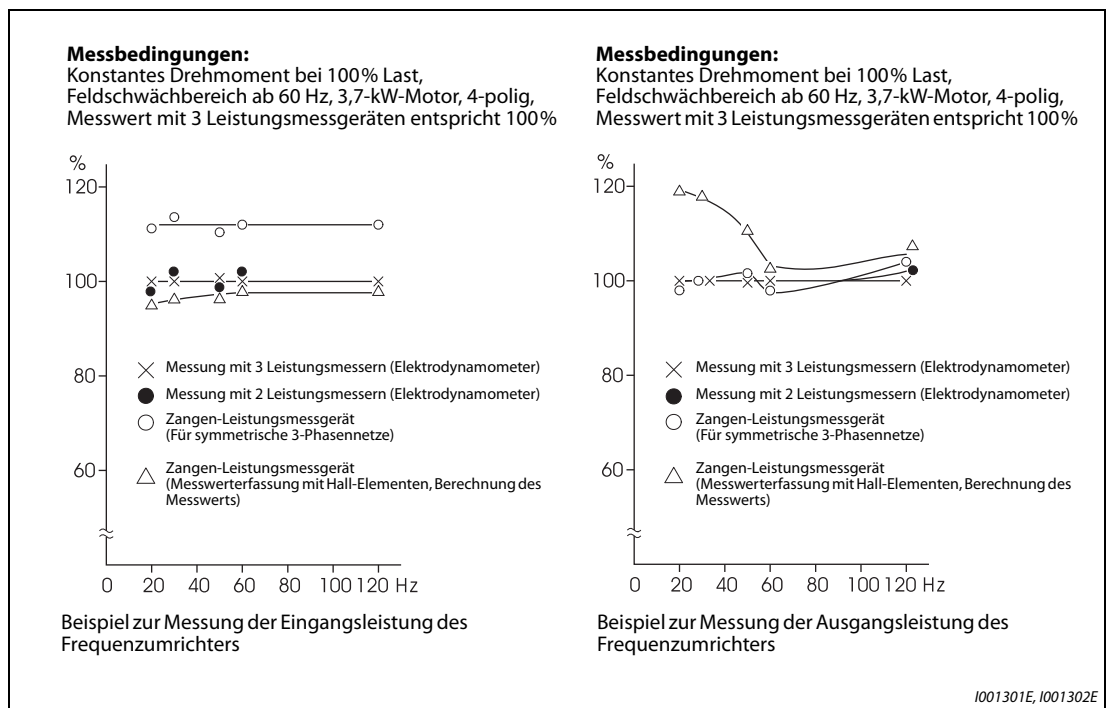 Messbedingungen:
Konstantes Drehmoment bei 100% Last,
Feldschwächbereich ab 60 Hz, 3,7-kW-Motor, 4-polig,
Messwert mit 3 Leistungsmessgeräten entspricht 100%
%
120
100
80
60
Messung mit 3 Leistungsmessern (Elektrodynamometer)
Messung mit 2 Leistungsmessern (Elektrodynamometer)
Zangen-Leistungsmessgerät
(Für symmetrische 3-Phasennetze)
Zangen-Leistungsmessgerät
(Messwerterfassung mit Hall-Elementen, Berechnung des
Messwerts)
0 20 40 60 80 100 120 Hz
Beispiel zur Messung der Eingangsleistung des
Frequenzumrichters
Messbedingungen:
Konstantes Drehmoment bei 100% Last,
Feldschwächbereich ab 60 Hz, 3,7-kW-Motor, 4-polig,
Messwert mit 3 Leistungsmessgeräten entspricht 100%
%
120
100
80
60
Messung mit 3 Leistungsmessern (Elektrodynamometer)
Messung mit 2 Leistungsmessern (Elektrodynamometer)
Zangen-Leistungsmessgerät
(Für symmetrische 3-Phasennetze)
Zangen-Leistungsmessgerät
(Messwerterfassung mit Hall-Elementen, Berechnung des
Messwerts)
0 20 40 60 80 100 120 Hz
Beispiel zur Messung der Ausgangsleistung des
Frequenzumrichters
I001301E, I001302E